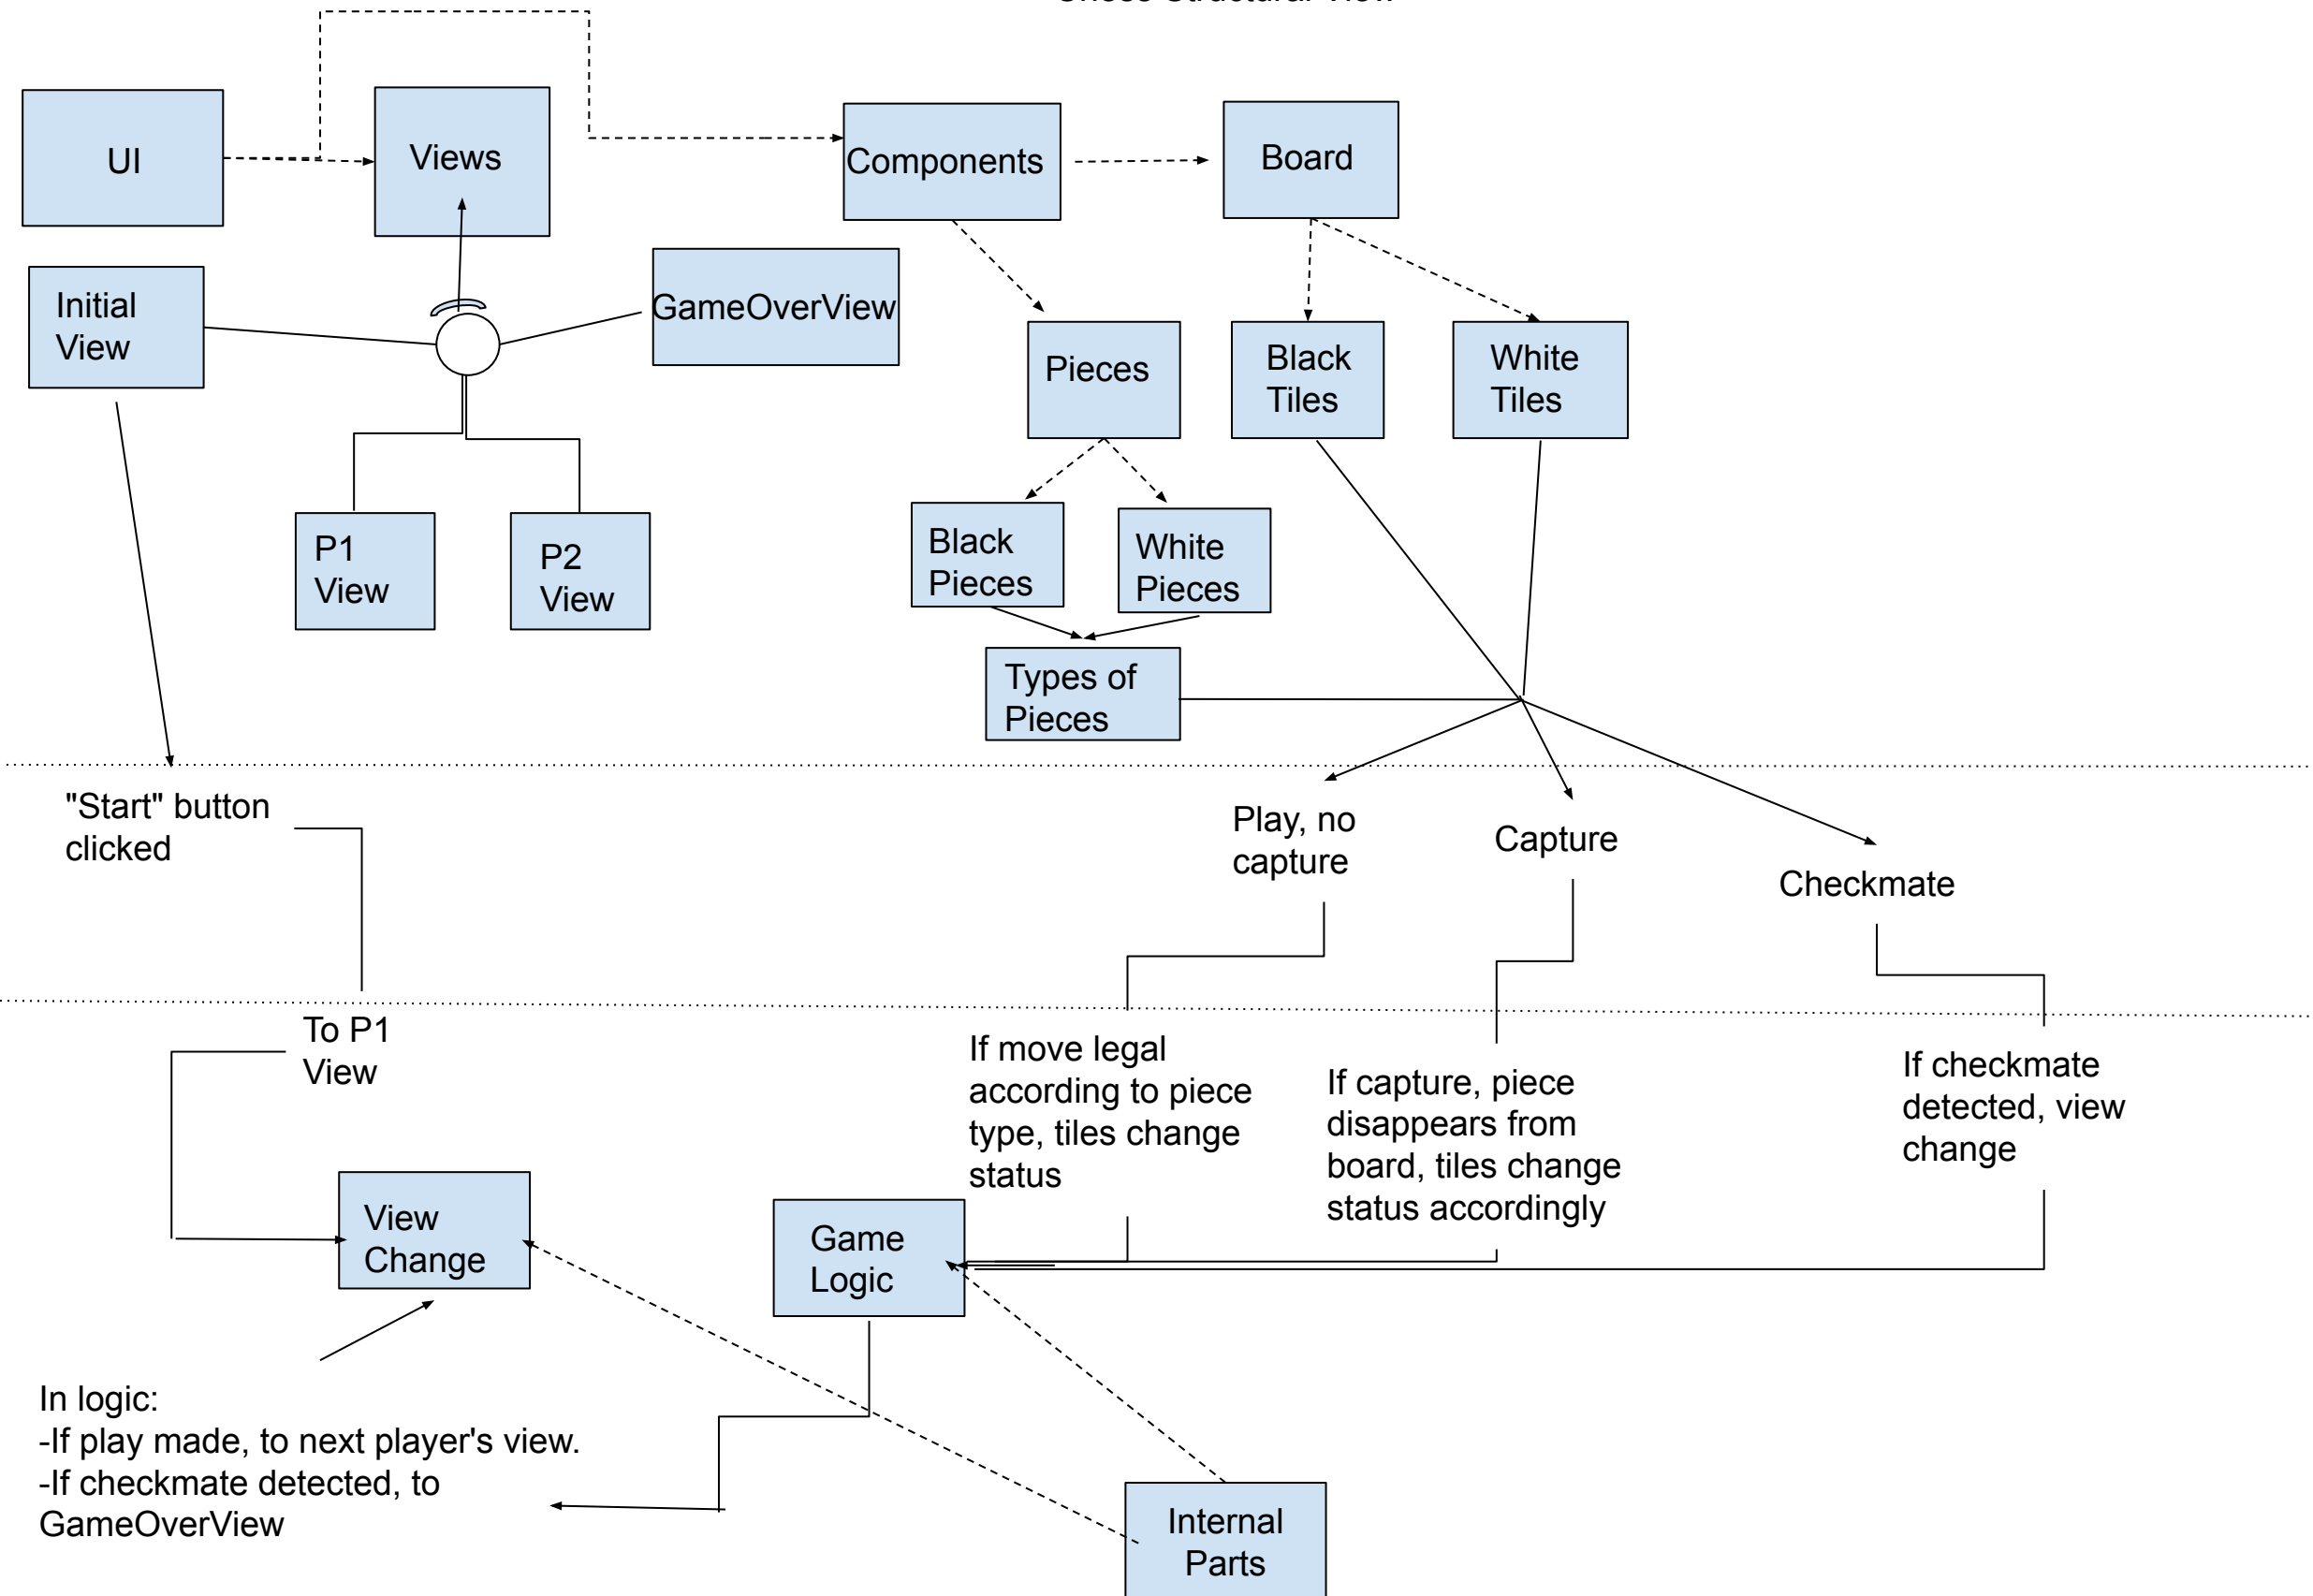 Chess Structural View
UI
Views
Components
Board
Initial
View
GameOverView
Pieces
Black
Tiles
White
Tiles
P1
View
P2
View
Black
Pieces
White
Pieces
Types of
Pieces
"Start" button
clicked
Play, no
capture
Capture
Checkmate
To P1
View
If move legal
according to piece
type, tiles change
status
If capture, piece
disappears from
board, tiles change
status accordingly
If checkmate
detected, view
change
View
Change
Game
Logic
In logic:
-If play made, to next player's view.
-If checkmate detected, to
GameOverView
Internal
Parts